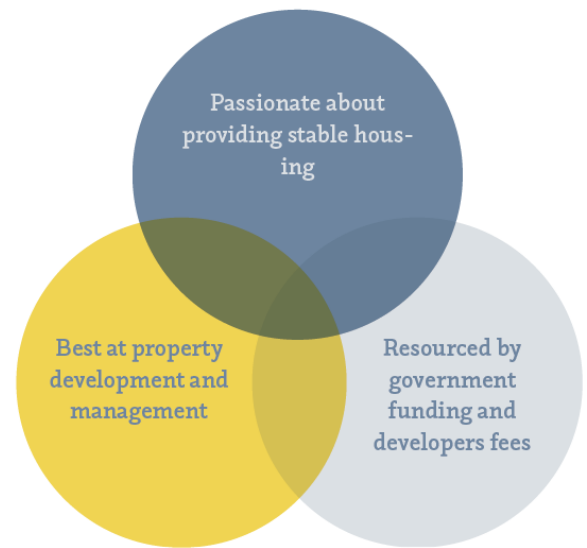 Passionate about
providing stable hous-
ing
Best at property
development and
management
Resourced by
government
funding and
developers fees